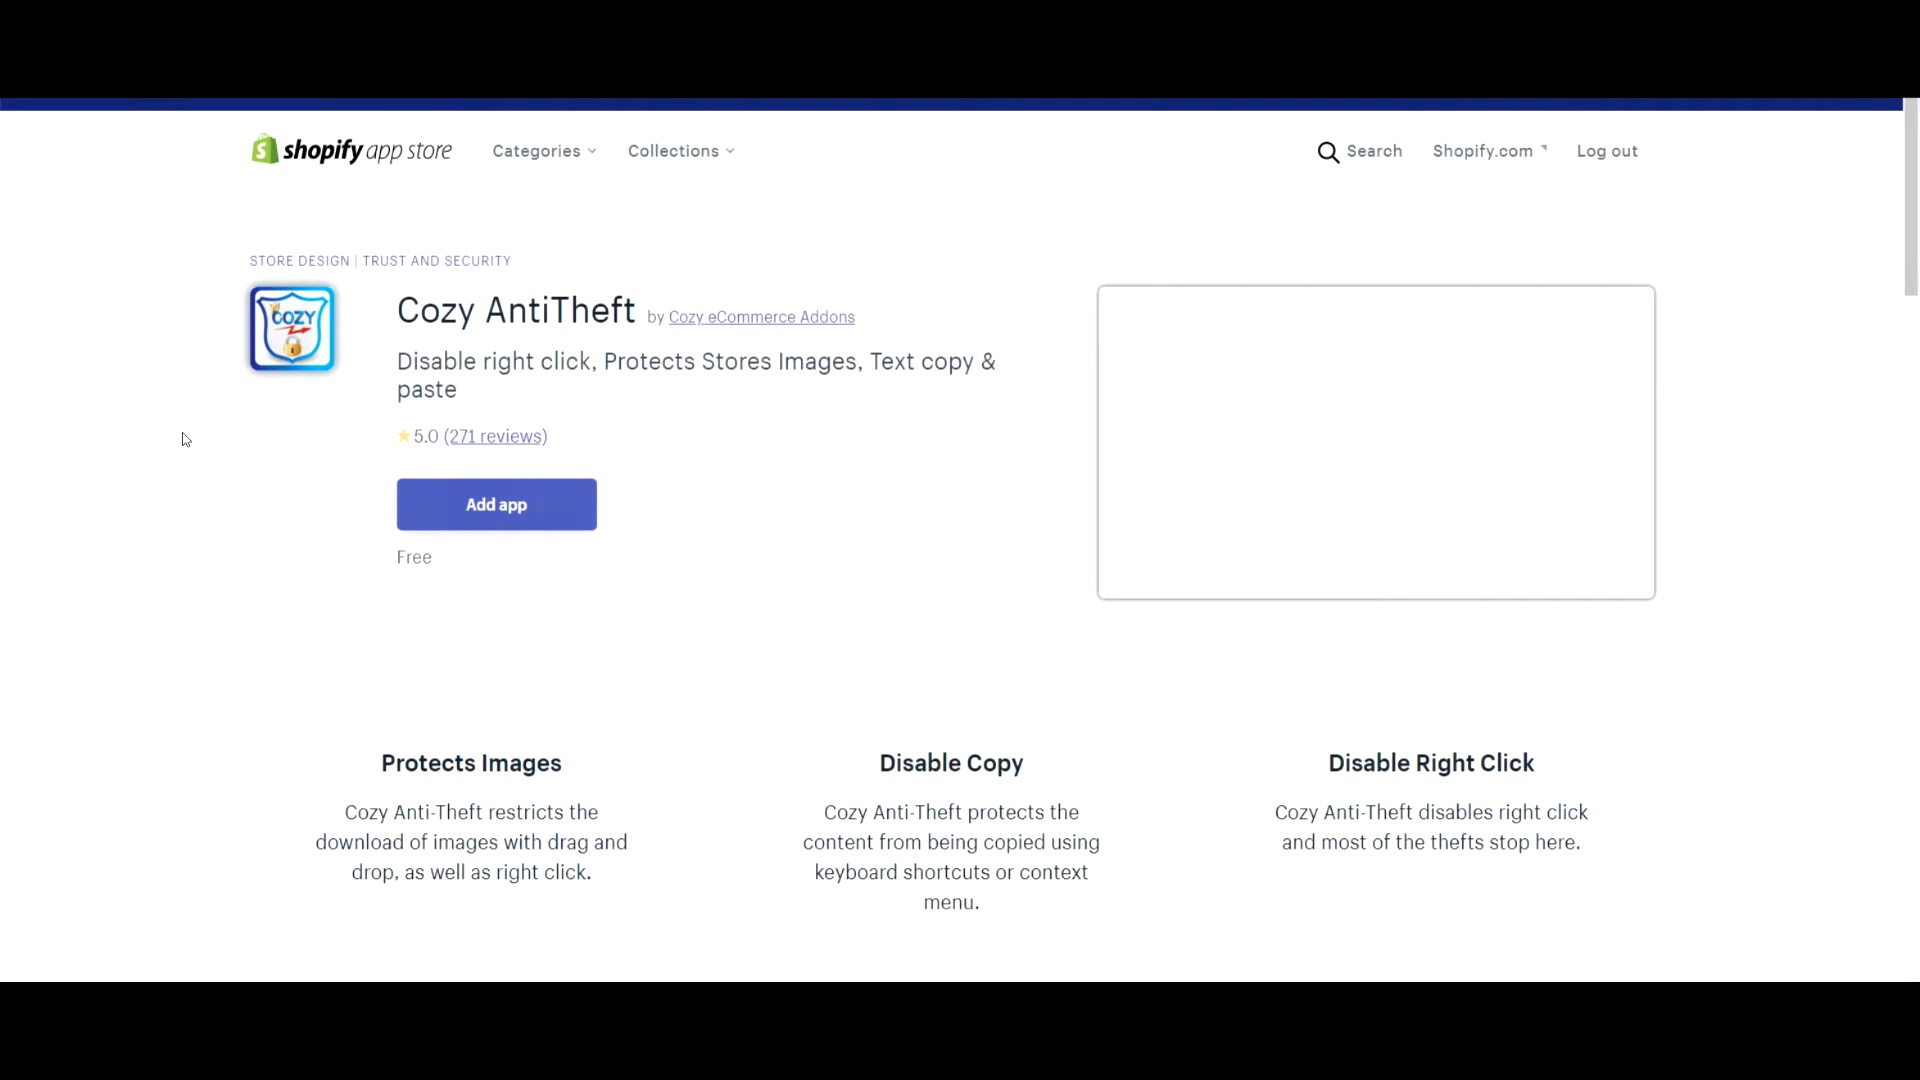 shopify app store
Categories
Collections
Search
Shopify.com
Log out
STORE DESIGN | TRUST AND SECURITY
COZY
Cozy AntiTheft by Cozy eCommerce Addons
Disable right click, Protects Stores Images, Text copy &
paste
5.0 (271 reviews)
Add app
Free
Protects Images
Cozy Anti-Theft restricts the
download of images with drag and
drop, as well as right click.
Disable Copy
Cozy Anti-Theft protects the
content from being copied using
keyboard shortcuts or context
menu.
Disable Right Click
Cozy Anti-Theft disables right click
and most of the thefts stop here.